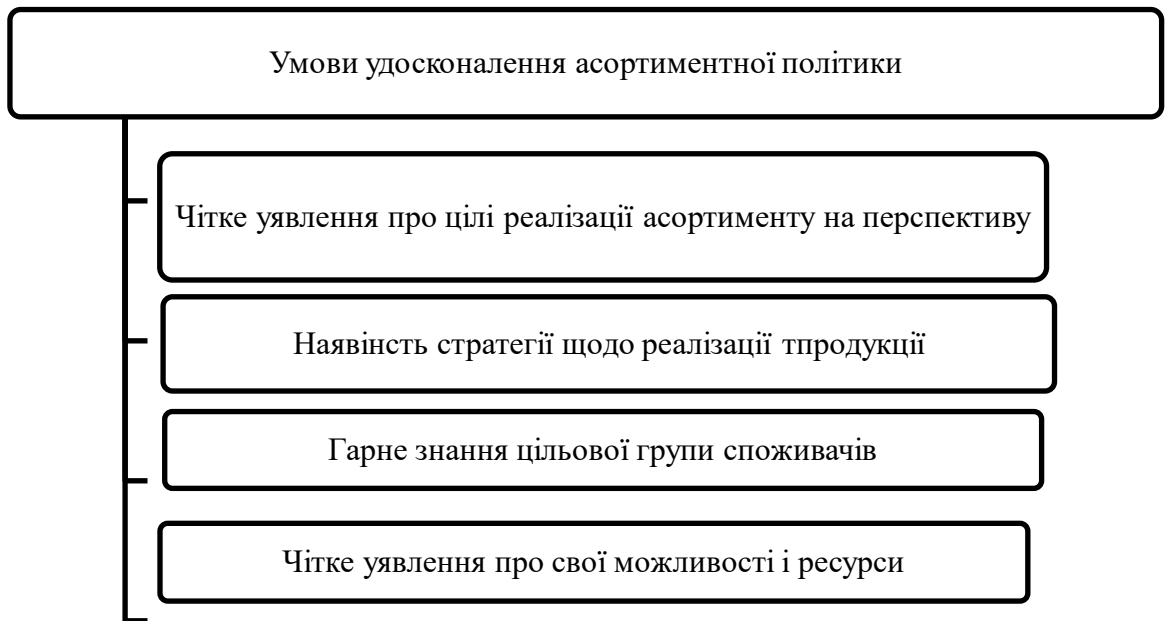 Умови удосконалення асортиментної політики
Чітке уявлення про цілі реалізації асортименту на перспективу
Наявінсть стратегії щодо реалізації тпродукції
Гарне знання цільової групи споживачів
Чітке уявлення про свої можливості і ресурси